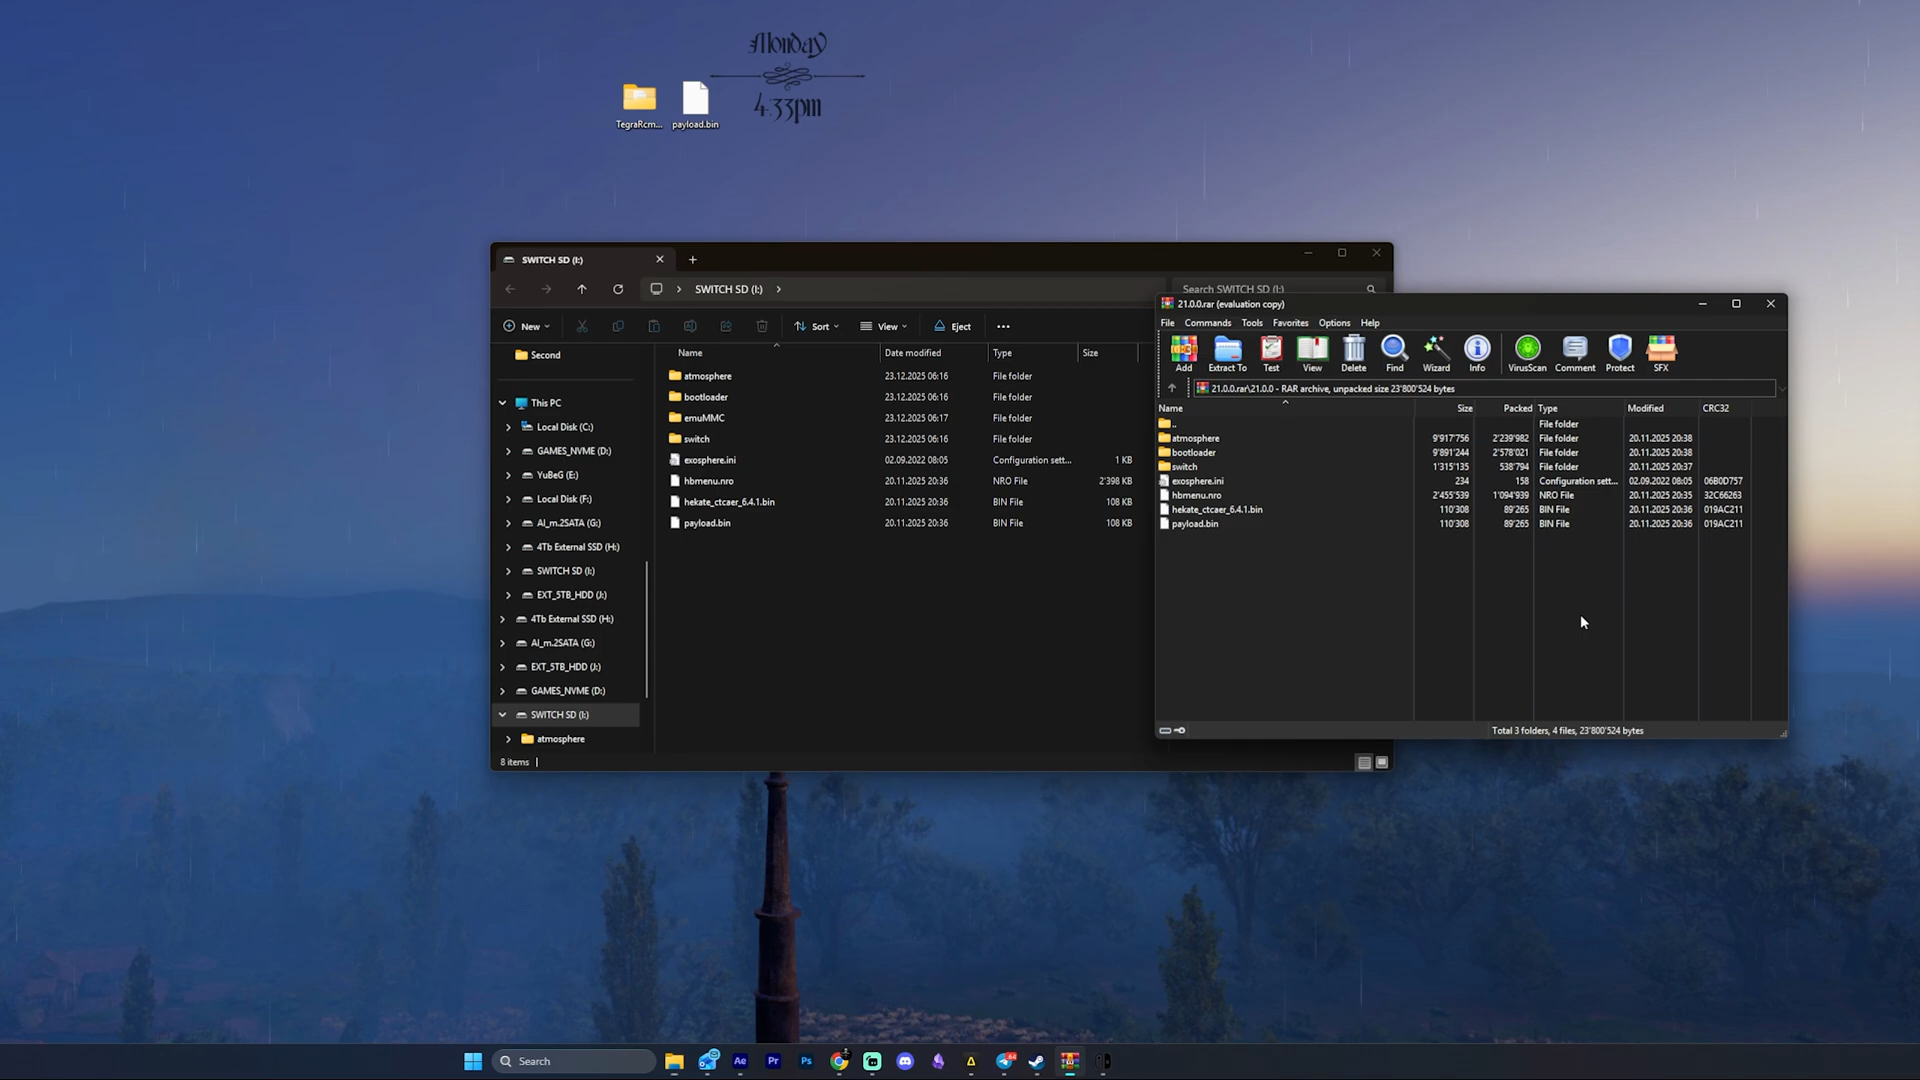 Monday
4:33pm
TegraRcm...
payload.bin
SWITCH SD (I:)
SWITCH SD (I:)
Search SWITCH SD (I:)
New
Sort
View
Eject
Second
This PC
Local Disk (C:)
GAMES_NVME (D:)
YuBeG (E:)
Local Disk (F:)
AI_m.2SATA (G:)
4Tb External SSD (H:)
SWITCH SD (I:)
EXT_5TB_HDD (J:)
4Tb External SSD (H:)
AI_m.2SATA (G:)
EXT_5TB_HDD (J:)
GAMES_NVME (D:)
SWITCH SD (I:)
atmosphere
Name Date modified Type Size
atmosphere 23.12.2025 06:16 File folder
bootloader 23.12.2025 06:16 File folder
emuMMC 23.12.2025 06:17 File folder
switch 23.12.2025 06:16 File folder
exosphere.ini 02.09.2022 08:05 Configuration sett... 1 KB
hbmenu.nro 20.11.2025 20:36 NRO File 2'398 KB
hekate_ctcaer_6.4.1.bin 20.11.2025 20:36 BIN File 108 KB
payload.bin 20.11.2025 20:36 BIN File 108 KB
8 items
21.0.0.rar (evaluation copy)
File Commands Tools Favorites Options Help
Add Extract To Test View Delete Find Wizard Info VirusScan Comment Protect SFX
21.0.0.rar\21.0.0 - RAR archive, unpacked size 23'800'524 bytes
Name Size Packed Type Modified CRC32
.. File folder
atmosphere 9'917'756 2'239'982 File folder 20.11.2025 20:38
bootloader 9'891'244 2'578'021 File folder 20.11.2025 20:38
switch 1'315'135 538'794 File folder 20.11.2025 20:37
exosphere.ini 234 158 Configuration sett... 02.09.2022 08:05 06B0D757
hbmenu.nro 2'455'539 1'094'939 NRO File 20.11.2025 20:35 32C66263
hekate_ctcaer_6.4.1.bin 110'308 89'265 BIN File 20.11.2025 20:36 019AC211
payload.bin 110'308 89'265 BIN File 20.11.2025 20:36 019AC211
Total 3 folders, 4 files, 23'800'524 bytes
Search
Ae
Pr
Ps